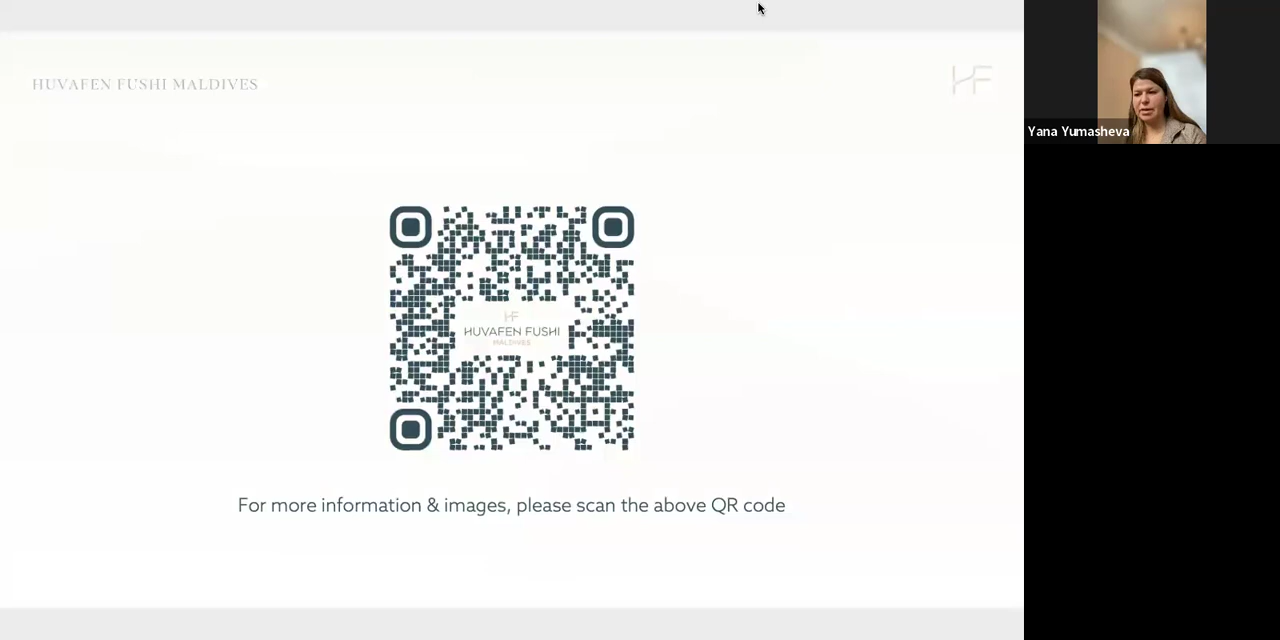 HUVAFEN FUSHI MALDIVES
HF
Yana Yumasheva
HF
HUVAFEN FUSHI
MALDIVES
For more information & images, please scan the above QR code